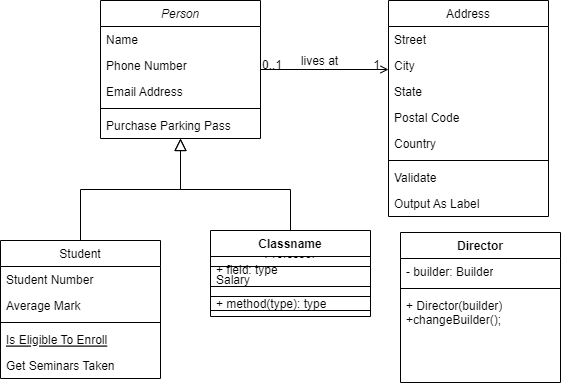 Person
Name
Phone Number
Email Address
Purchase Parking Pass
0..1
lives at
1
Address
Street
City
State
Postal Code
Country
Validate
Output As Label
Student
Student Number
Average Mark
Is Eligible To Enroll
Get Seminars Taken
Classname
+ field: type
Salary
+ method(type): type
Director
- builder: Builder
+ Director(builder)
+changeBuilder();